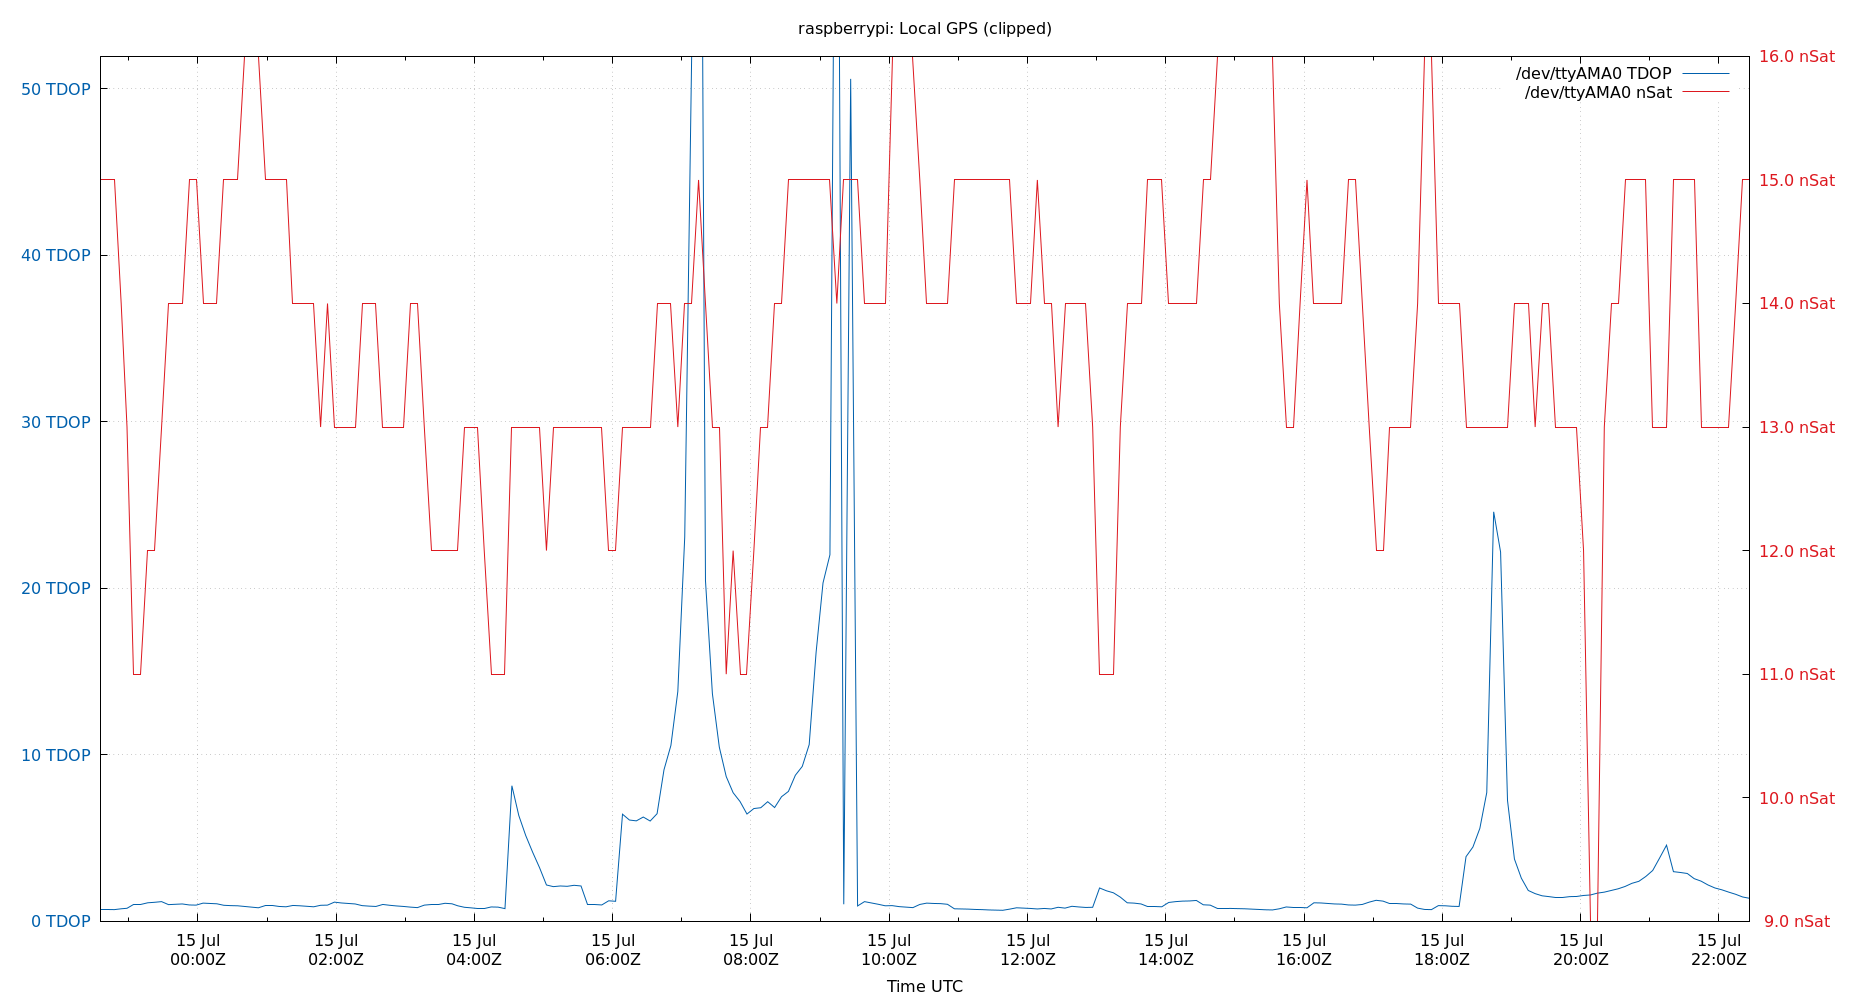 raspberrypi: Local GPS (clipped)
/dev/ttyAMA0 TDOP
/dev/ttyAMA0 nSat
50 TDOP
40 TDOP
30 TDOP
20 TDOP
10 TDOP
0 TDOP
16.0 nSat
15.0 nSat
14.0 nSat
13.0 nSat
12.0 nSat
11.0 nSat
10.0 nSat
9.0 nSat
15 Jul
00:00Z
15 Jul
02:00Z
15 Jul
04:00Z
15 Jul
06:00Z
15 Jul
08:00Z
15 Jul
10:00Z
15 Jul
12:00Z
15 Jul
14:00Z
15 Jul
16:00Z
15 Jul
18:00Z
15 Jul
20:00Z
15 Jul
22:00Z
Time UTC